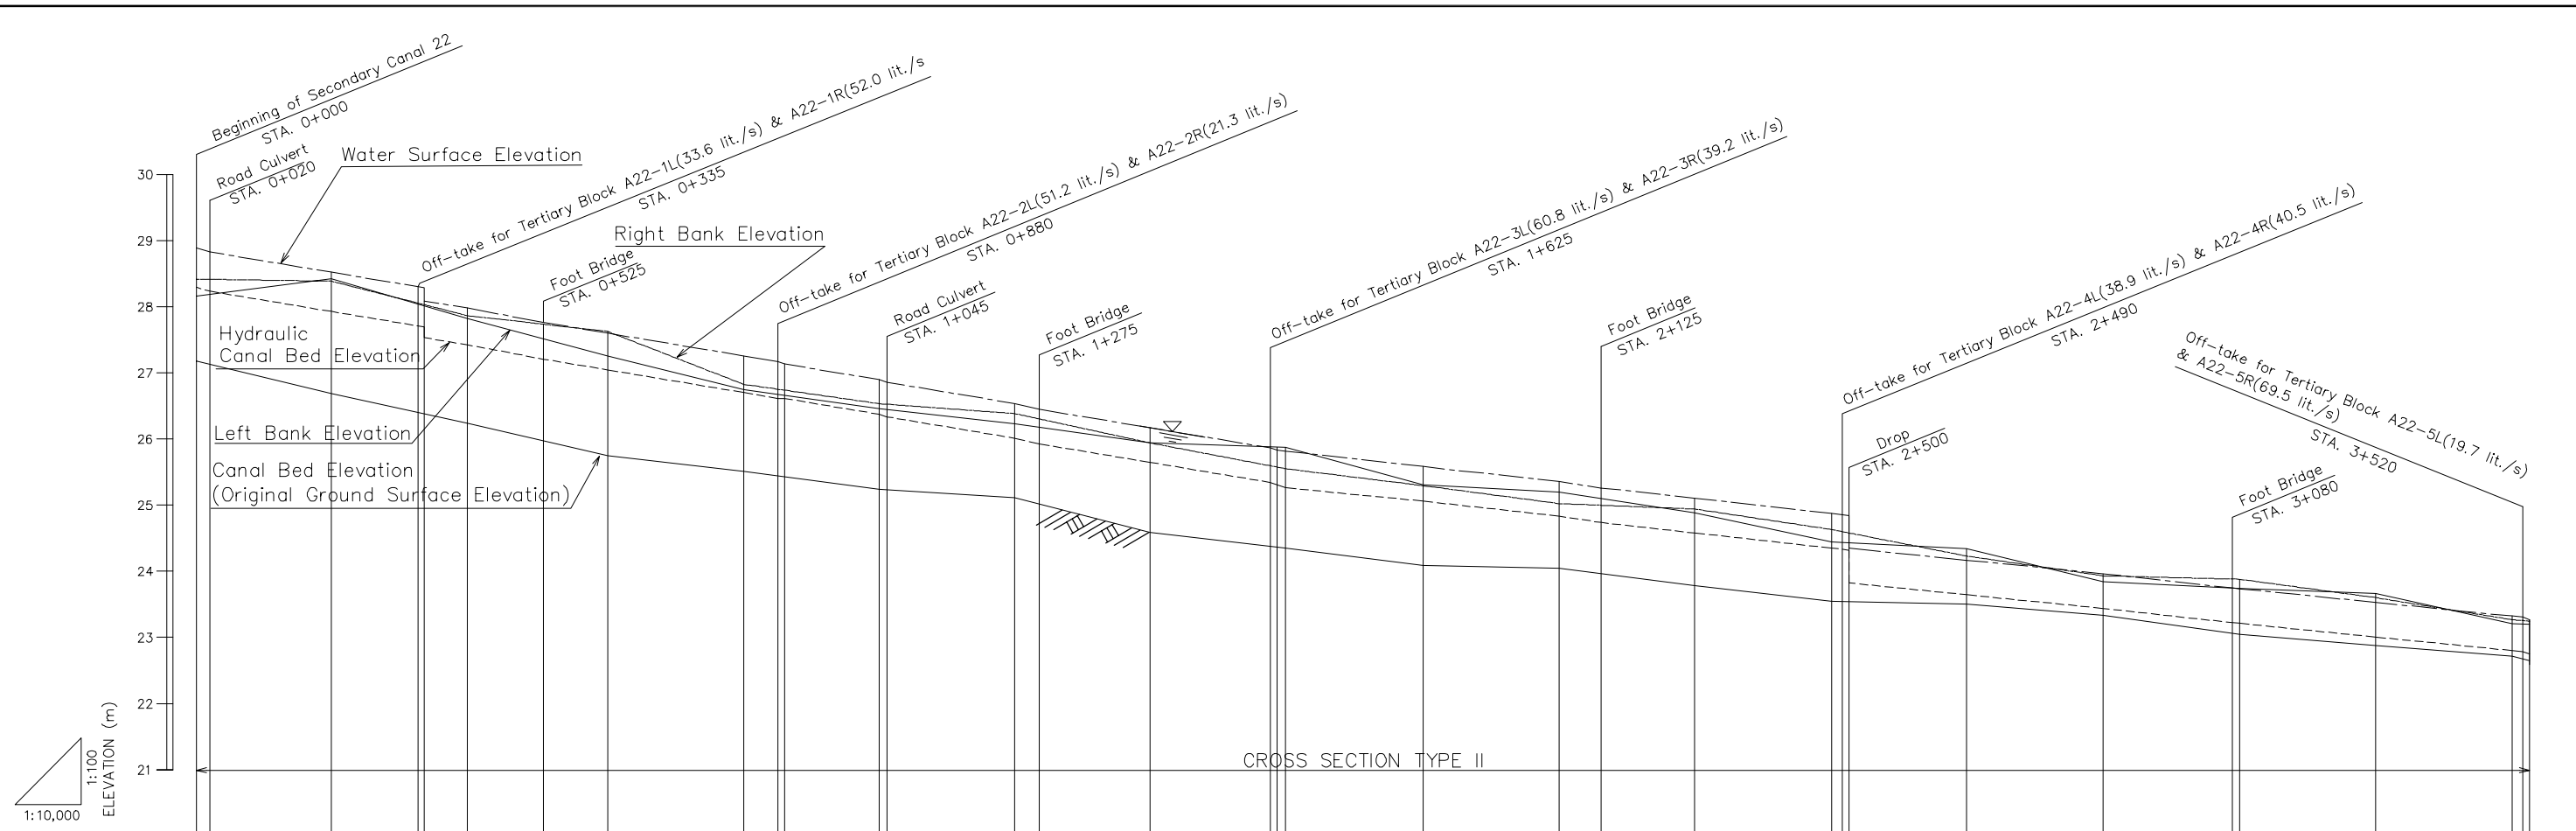 Beginning of Secondary Canal 22
STA. 0+000
Road Culvert
STA. 0+020
Water Surface Elevation
Off-take for Tertiary Block A22-1L(33.6 lit./s) & A22-1R(52.0 lit./s
STA. 0+335
Right Bank Elevation
Foot Bridge
STA. 0+525
Off-take for Tertiary Block A22-2L(51.2 lit./s) & A22-2R(21.3 lit./s)
STA. 0+880
Road Culvert
STA. 1+045
Foot Bridge
STA. 1+275
Off-take for Tertiary Block A22-3L(60.8 lit./s) & A22-3R(39.2 lit./s)
STA. 1+625
Foot Bridge
STA. 2+125
Off-take for Tertiary Block A22-4L(38.9 lit./s) & A22-4R(40.5 lit./s)
STA. 2+490
Drop
STA. 2+500
Off-take for Tertiary Block A22-5L(19.7 lit./s)
& A22-5R(69.5 lit./s)
STA. 3+520
Foot Bridge
STA. 3+080
Hydraulic
Canal Bed Elevation
Left Bank Elevation
Canal Bed Elevation
(Original Ground Surface Elevation)
30
29
28
27
26
25
24
23
22
21
ELEVATION (m)
1:100
1:10,000
CROSS SECTION TYPE II